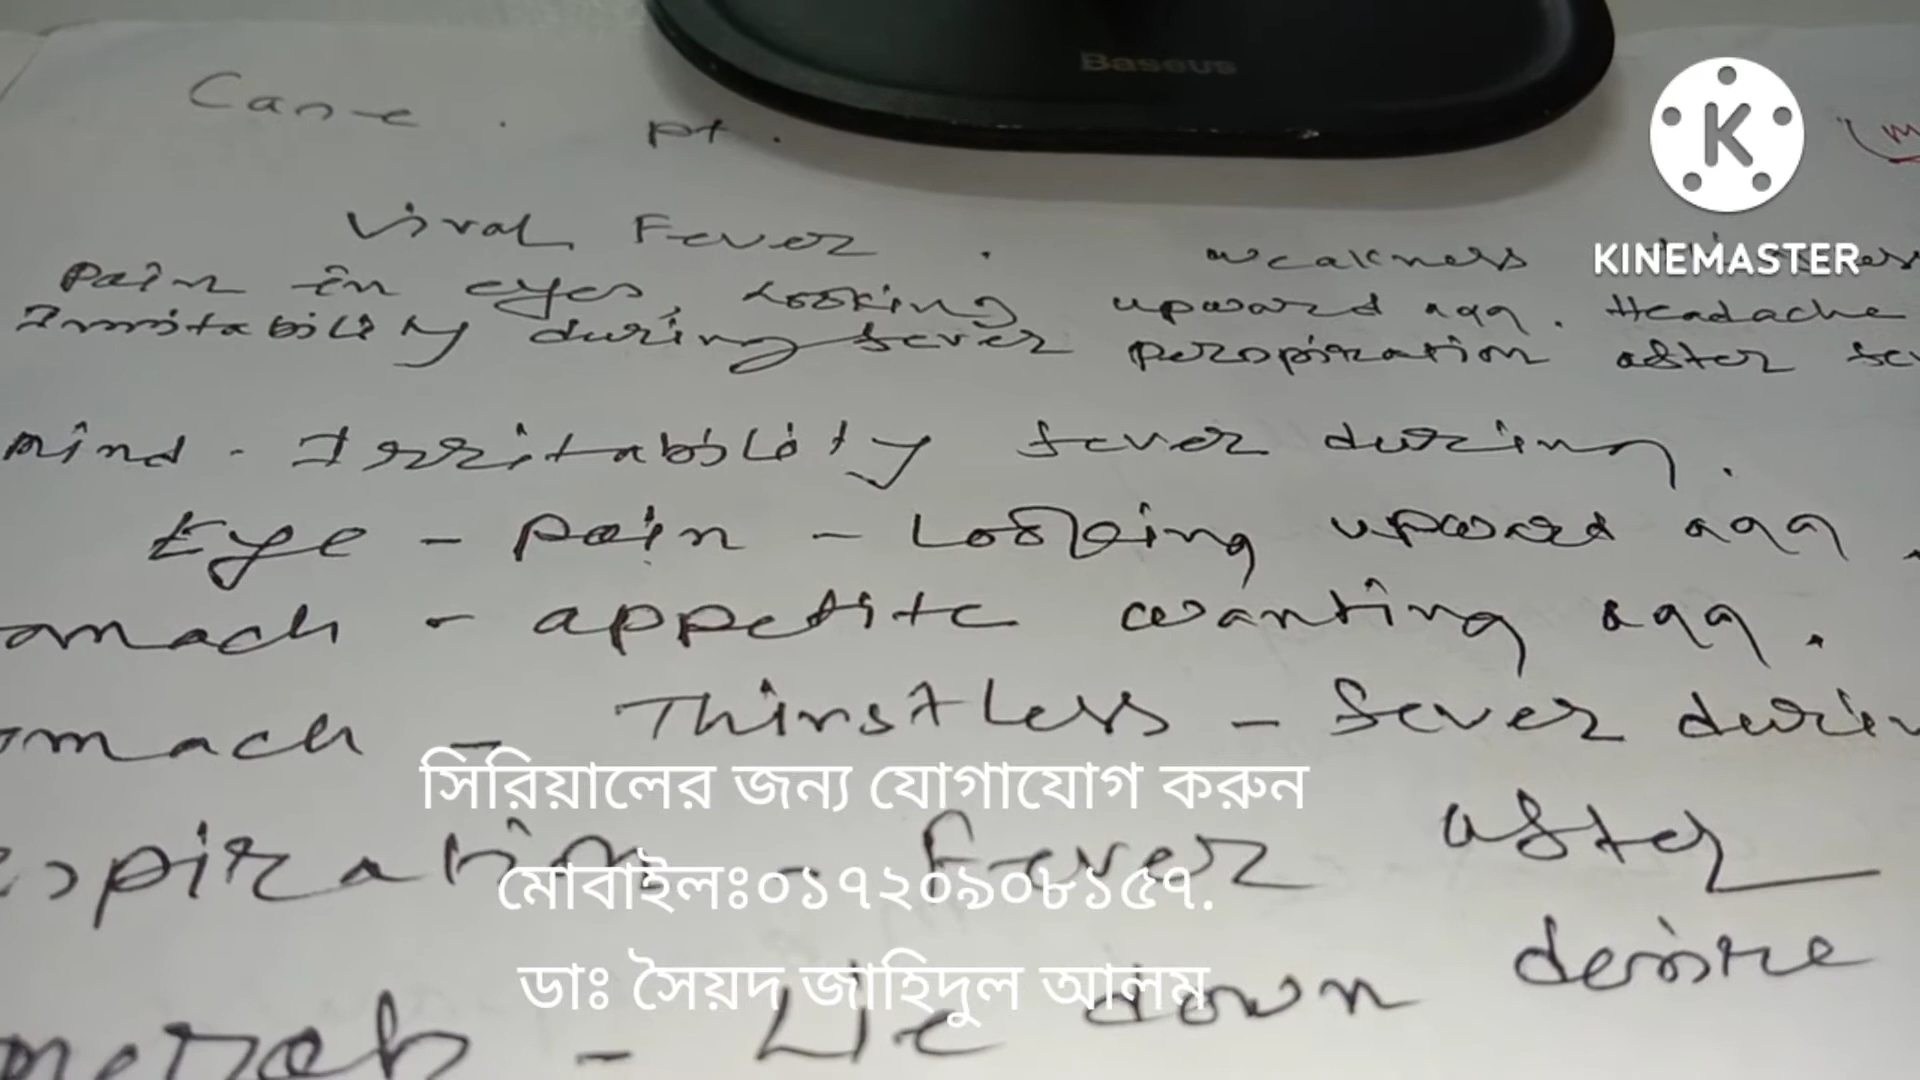 Baseus
Case . pt .
KINEMASTER
Viral Fever . weakness
Pain in eyes, Looking upward agg. Headache
Irritability during fever perspiration after
mind - Irritability fever during .
Eye - Pain - Looking upward agg .
appetite wanting agg .
Thirstless - fever
সিরিয়ালের জন্য যোগাযোগ করুন
Fever after
মোবাইলঃ০১৭২০৯০৮১৫৭.
ডাঃ সৈয়দ জাহিদুল আলম
- Lie down desire